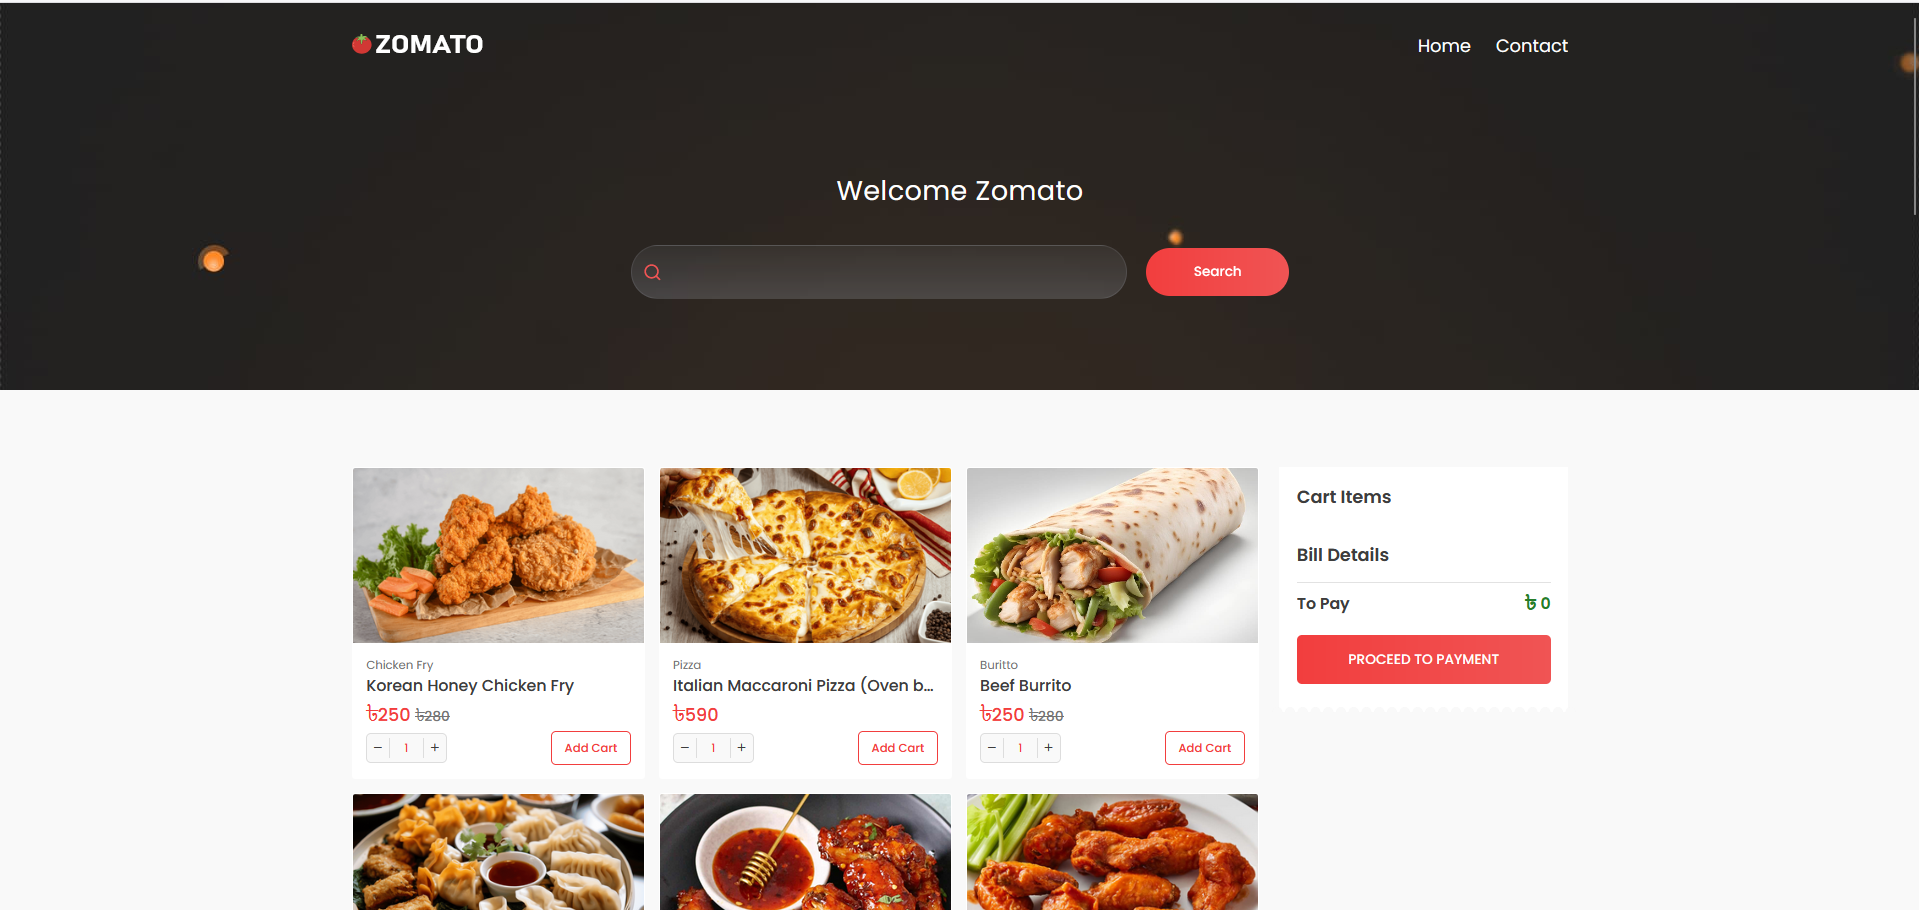 ZOMATO
Home Contact
Welcome Zomato
Search
Chicken Fry
Korean Honey Chicken Fry
৳250 ৳280
− 1 + Add Cart
Pizza
Italian Maccaroni Pizza (Oven b...
৳590
− 1 + Add Cart
Buritto
Beef Burrito
৳250 ৳280
− 1 + Add Cart
Cart Items
Bill Details
To Pay ৳ 0
PROCEED TO PAYMENT